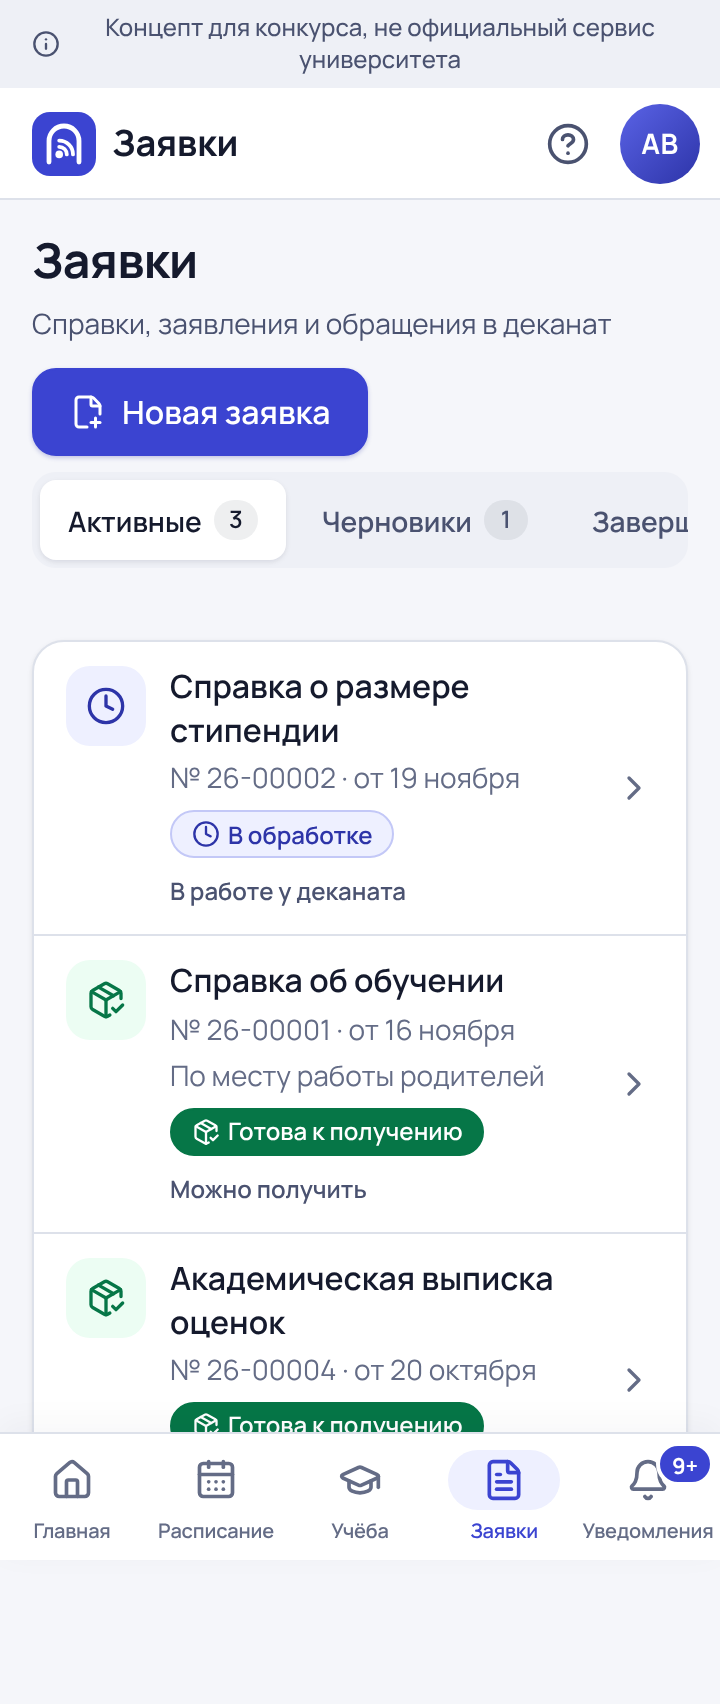 Концепт для конкурса, не официальный сервис
университета
Заявки
АВ
Заявки
Справки, заявления и обращения в деканат
Новая заявка
Активные 3 Черновики 1 Заверш
Справка о размере
стипендии
№ 26-00002 · от 19 ноября
В обработке
В работе у деканата
Справка об обучении
№ 26-00001 · от 16 ноября
По месту работы родителей
Готова к получению
Можно получить
Академическая выписка
оценок
№ 26-00004 · от 20 октября
Готова к получению
9+
Главная Расписание Учёба Заявки Уведомления